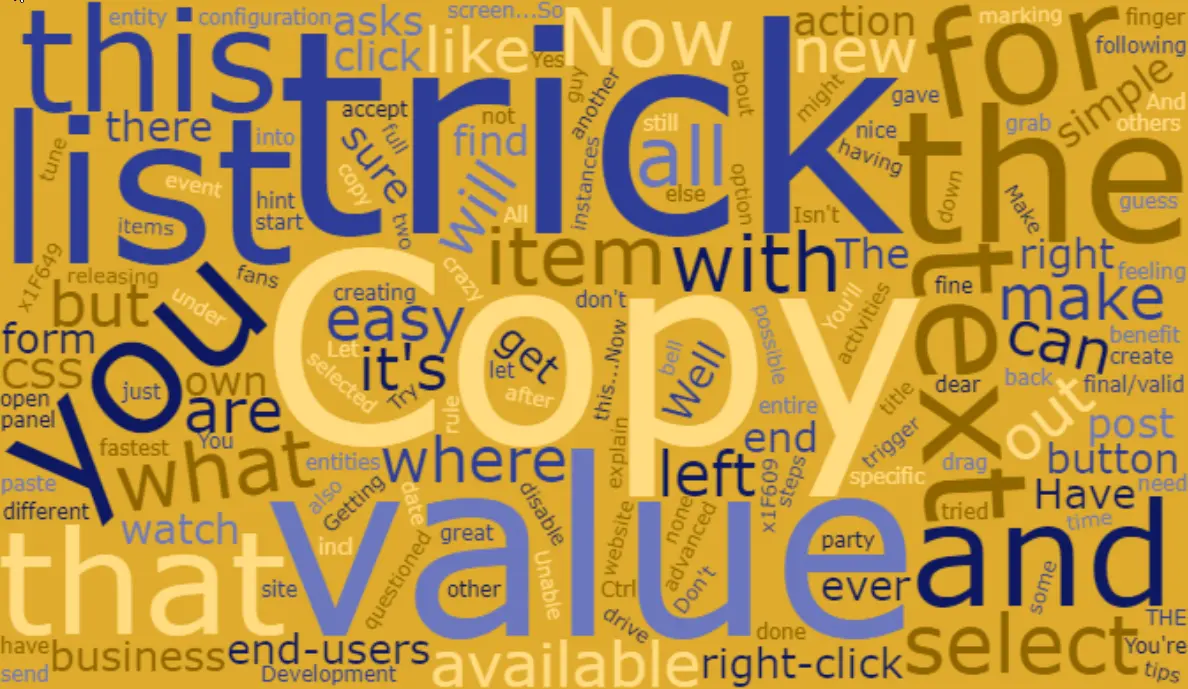 entity
configuration
asks
screen...So
Now
action
marking
finger
this
trick
click
like
Yes
new
for
following
list
there
into
accept
full
not
find
guy
another
about
still
all
might
gave
nice
having
grab
simple
And
others
tune
event
hint
start
items
sure
copy
two
will
All
instances
else
option
Isn't
the
down
Make
guess
x1F649
releasing
fans
under
you
Copy
crazy
item
with
The
text
right
feeling
but
creating
easy
don't
You'll
activities
fine
make
form
CSS
just
own
are
Let
selected
it's
Try
get
let
after
this...Now
bell
Well
possible
can
benefit
create
dear
back
final/valid
open
panel
fastest
You
what
rule
entities
where
explain
left
entire
end
title
trigger
specific
drag
out
post
button
paste
different
watch
also
Getting
date
disable
x1F609
steps
tried
Have
need
time
that
incl
value
great
Unable
website
none
advanced
party
and
site
questioned
other
Ctrl
Don't
ever
some
have
send
business
end-users
Development
available
drive
done
right-click
select
THE
You're
tips